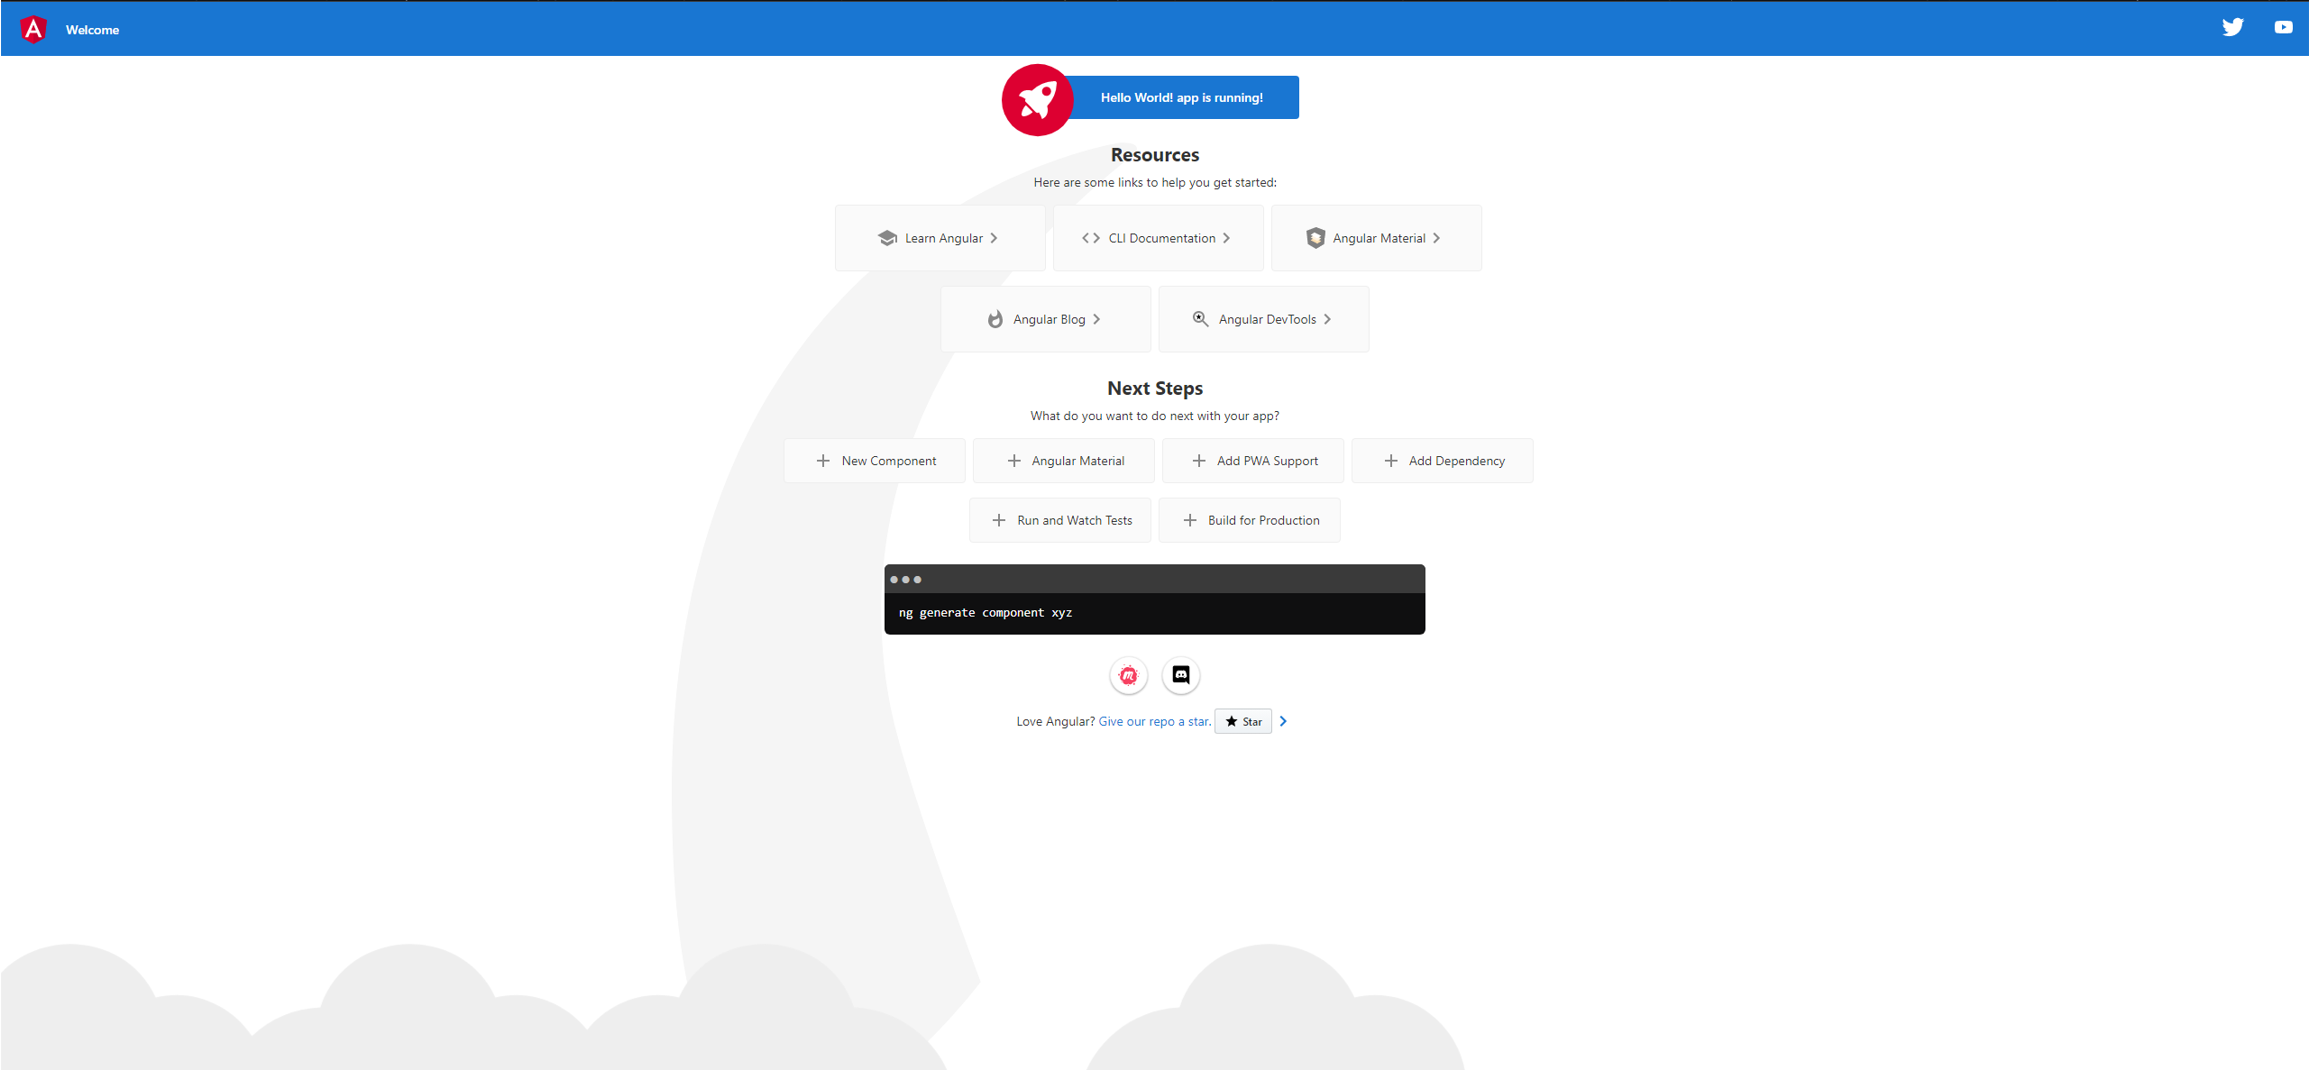 Welcome
Hello World! app is running!
Resources
Here are some links to help you get started:
Learn Angular
CLI Documentation
Angular Material
Angular Blog
Angular DevTools
Next Steps
What do you want to do next with your app?
New Component
Angular Material
Add PWA Support
Add Dependency
Run and Watch Tests
Build for Production
ng generate component xyz
Love Angular? Give our repo a star. Star